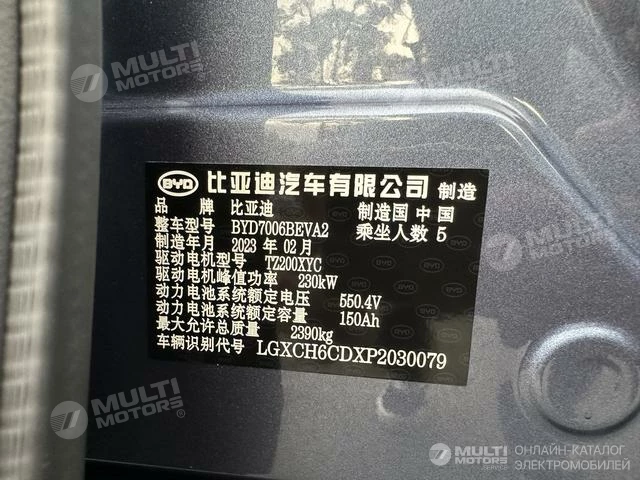 MULTI MOTORS SERVICE
MULTI MOTORS SERVICE
BYD 比亚迪汽车有限公司 制造
品 牌 比亚迪 制造国 中国
整车型号 BYD7006BEVA2 乘坐人数 5
制造年月 2023 年 02 月
驱动电机型号 TZ200XYC
驱动电机峰值功率 230kW
动力电池系统额定电压 550.4V
动力电池系统额定容量 150Ah
最大允许总质量 2390kg
车辆识别代号 LGXCH6CDXP2030079
MULTI MOTORS SERVICE
MULTI MOTORS SERVICE
MULTI MOTORS SERVICE
ОНЛАЙН-КАТАЛОГ
ЭЛЕКТРОМОБИЛЕЙ